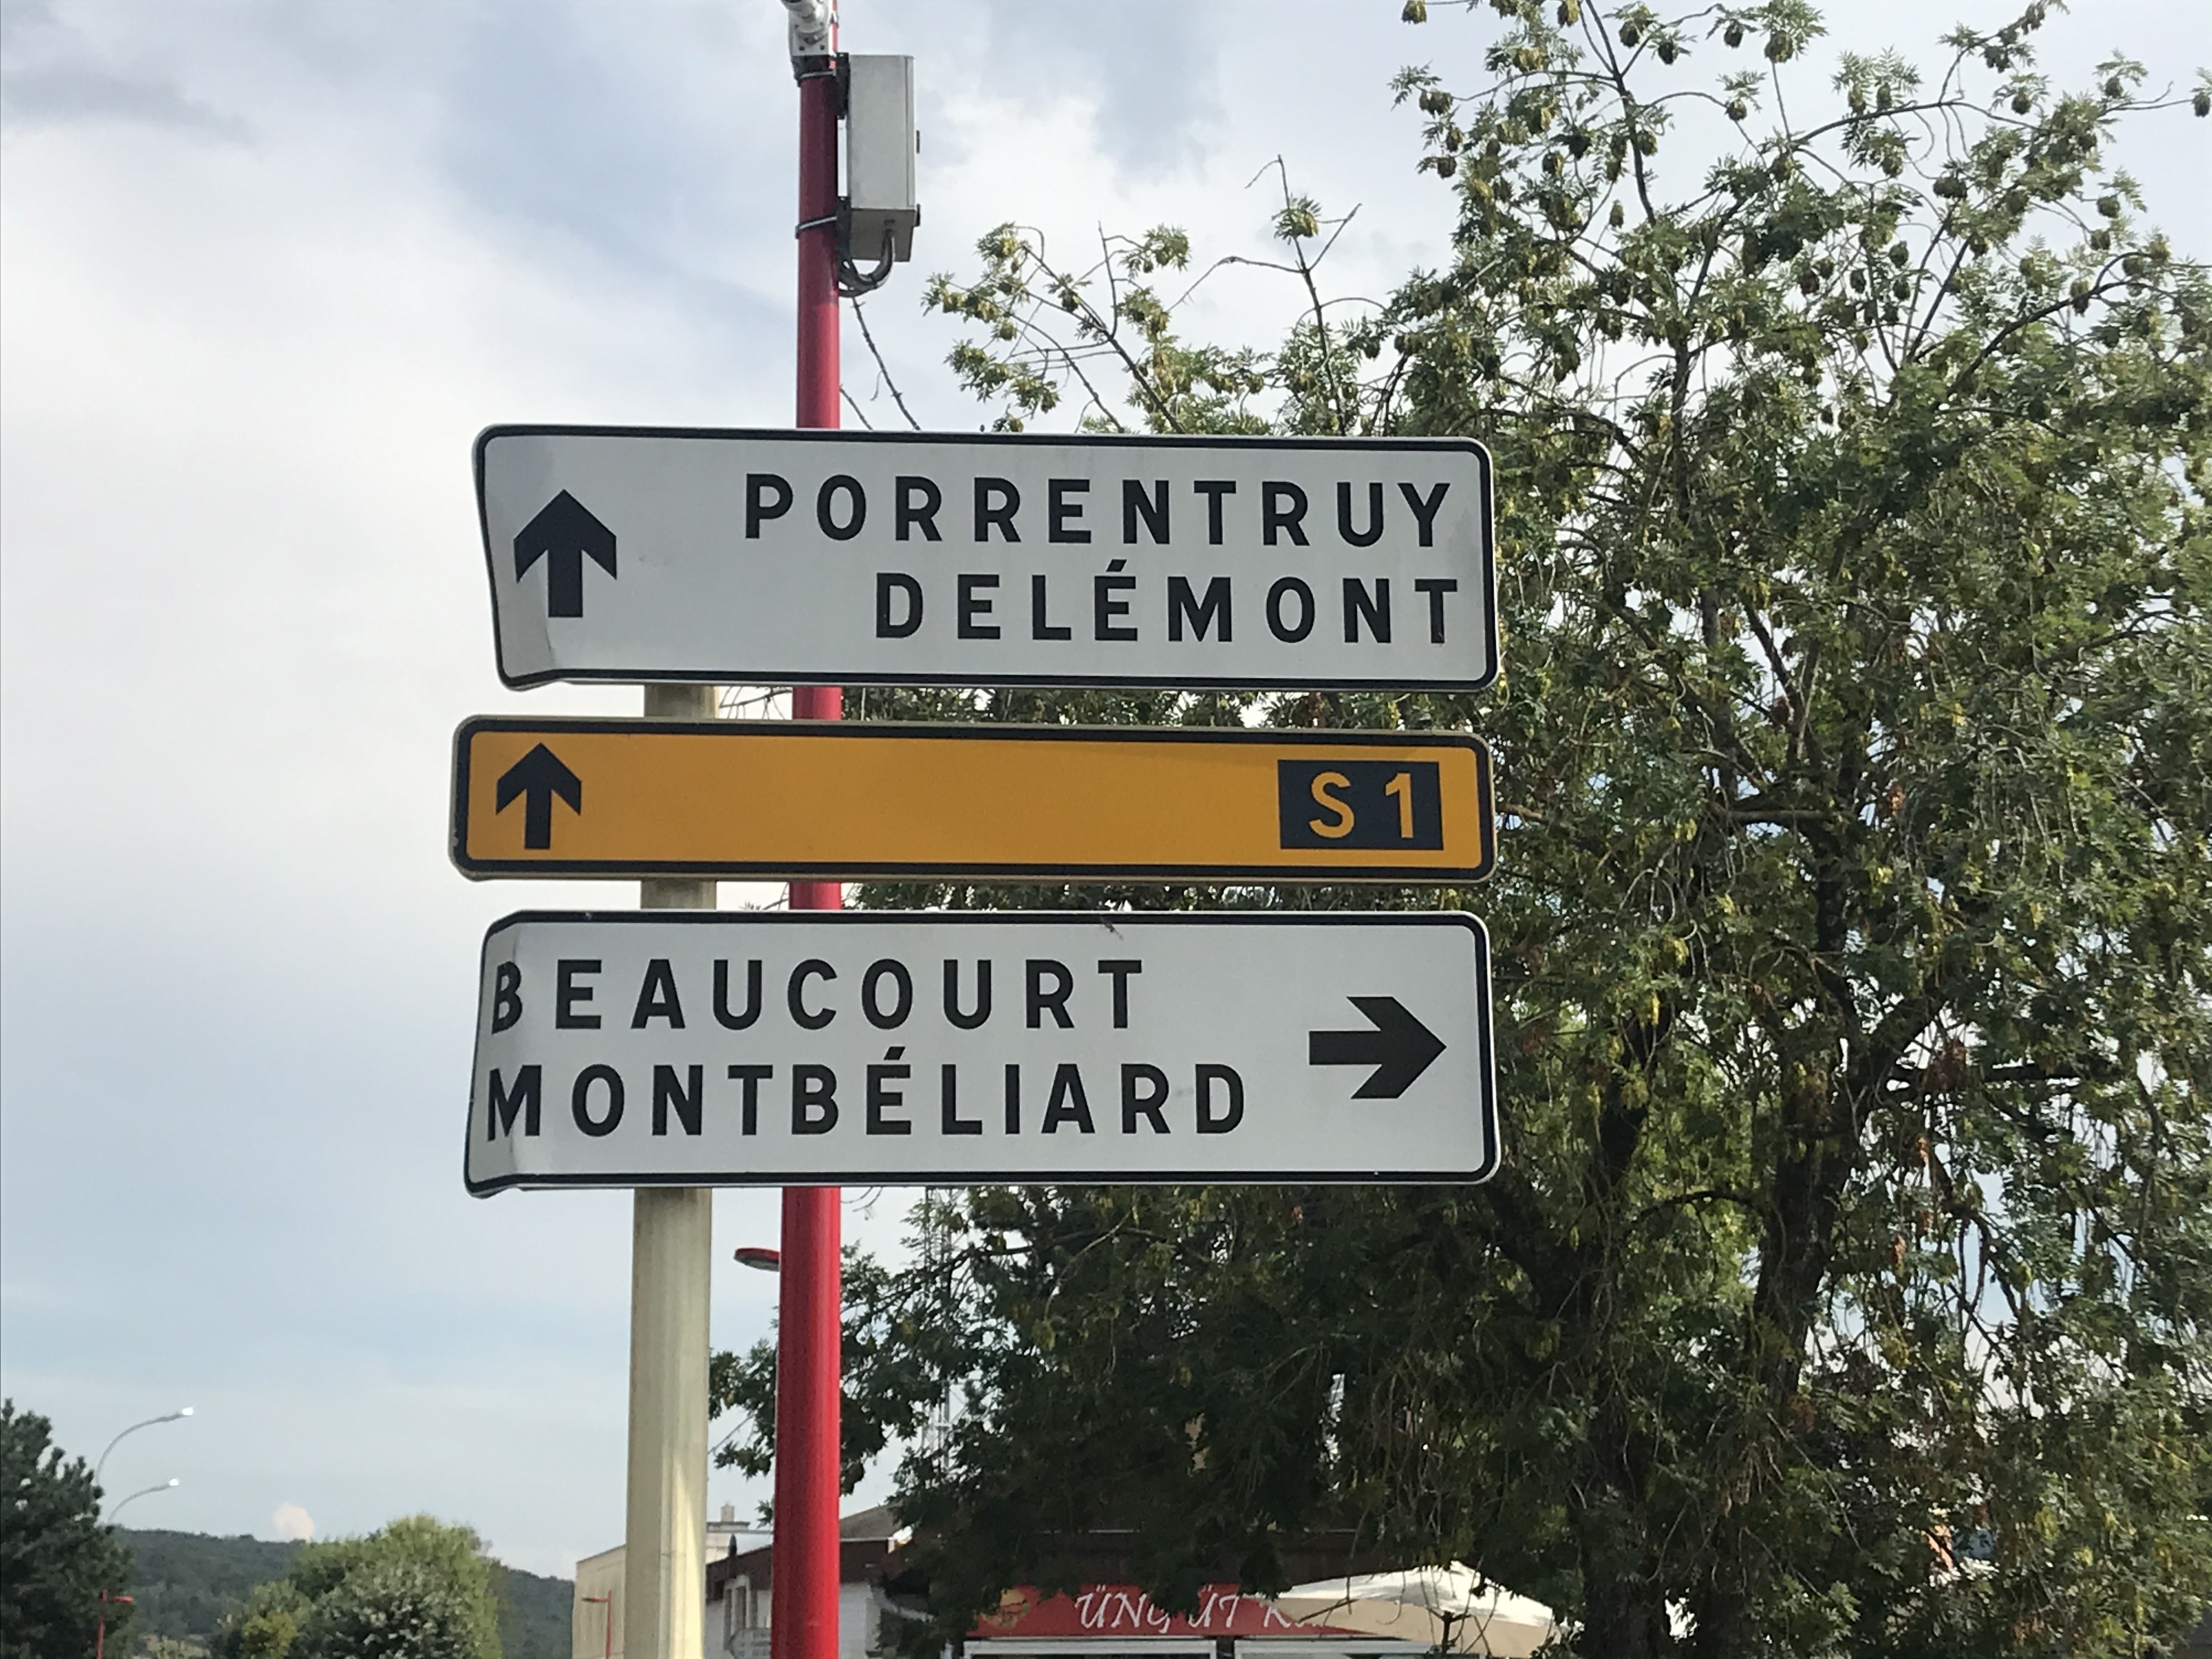 PORRENTRUY
DELÉMONT
S1
BEAUCOURT
MONTBÉLIARD